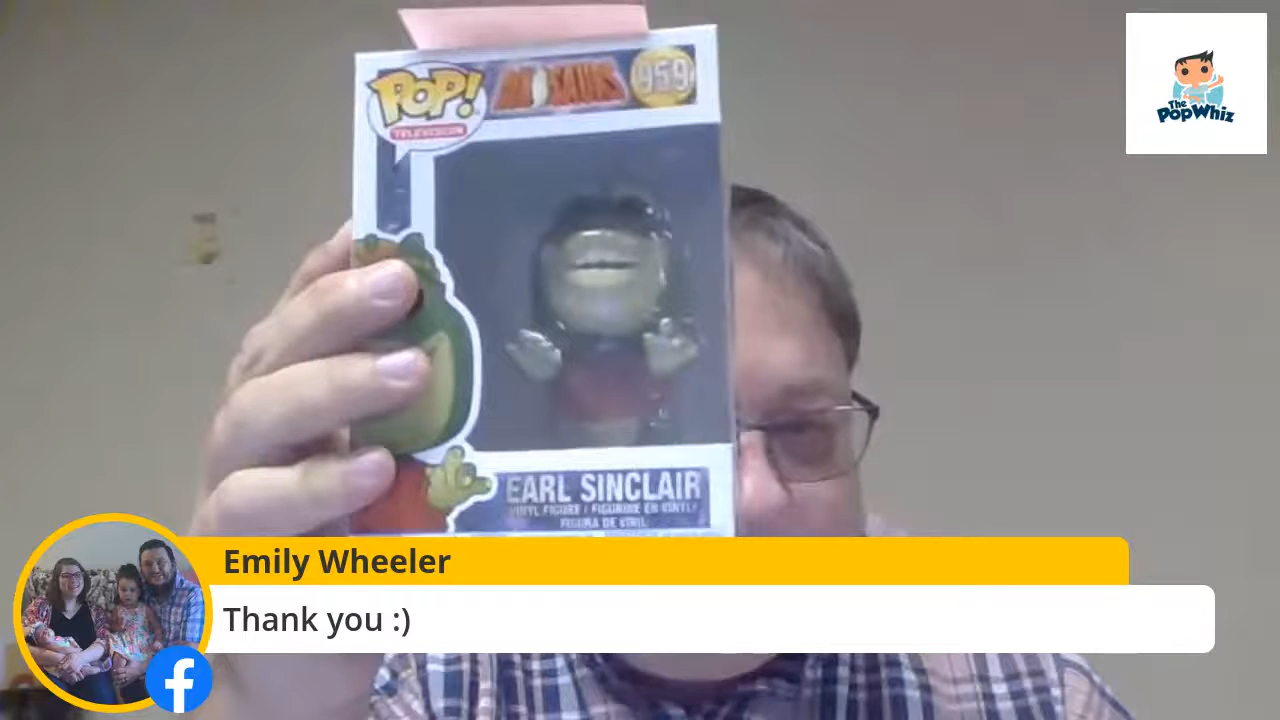 POP!
TELEVISION
DINOSAURS
959
The
PopWhiz
EARL SINCLAIR
VINYL FIGURE / FIGURINE EN VINYLE
FIGURA DE VINIL
Emily Wheeler
Thank you :)